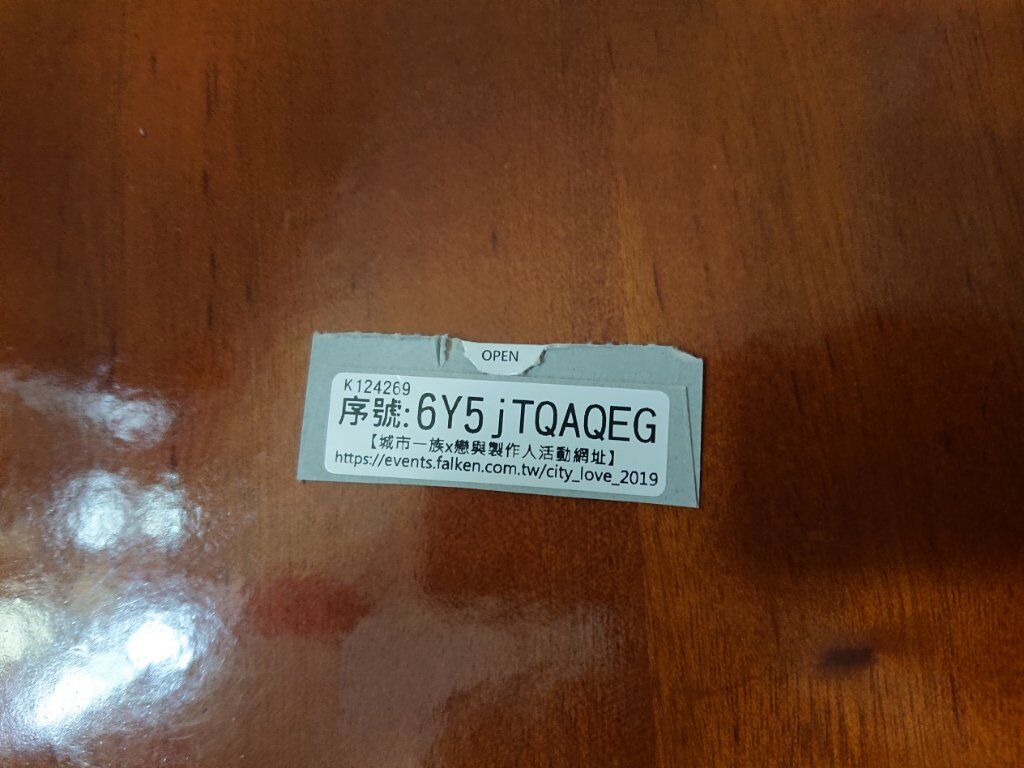 OPEN
K124269
序號:6Y5jTQAQEG
【城市一族x戀與製作人活動網址】
https://events.falken.com.tw/city_love_2019